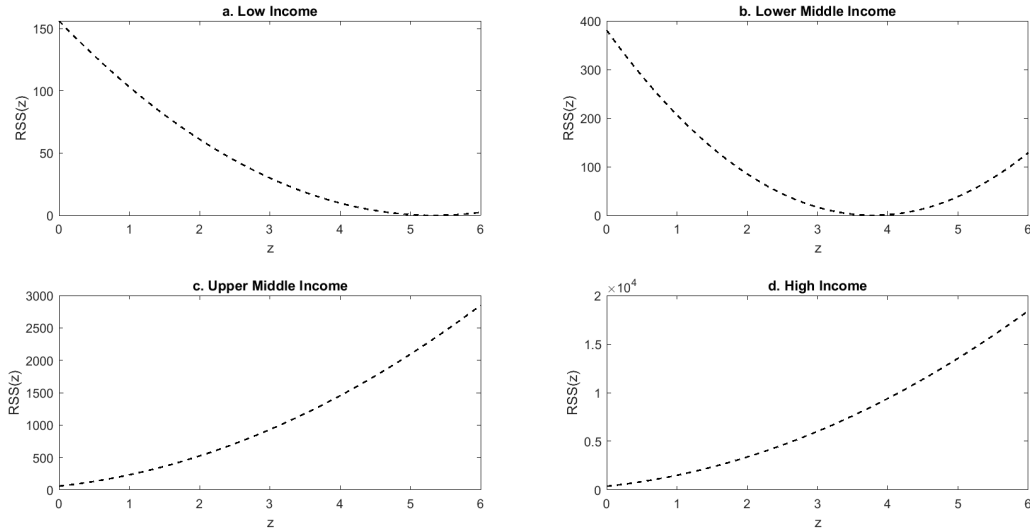 a. Low Income
150
100
50
0
RSS(z)
0 1 2 3 4 5 6
z
b. Lower Middle Income
400
300
200
100
0
RSS(z)
0 1 2 3 4 5 6
z
c. Upper Middle Income
3000
2500
2000
1500
1000
500
0
RSS(z)
0 1 2 3 4 5 6
z
d. High Income
×10⁴
2
1.5
1
0.5
0
RSS(z)
0 1 2 3 4 5 6
z